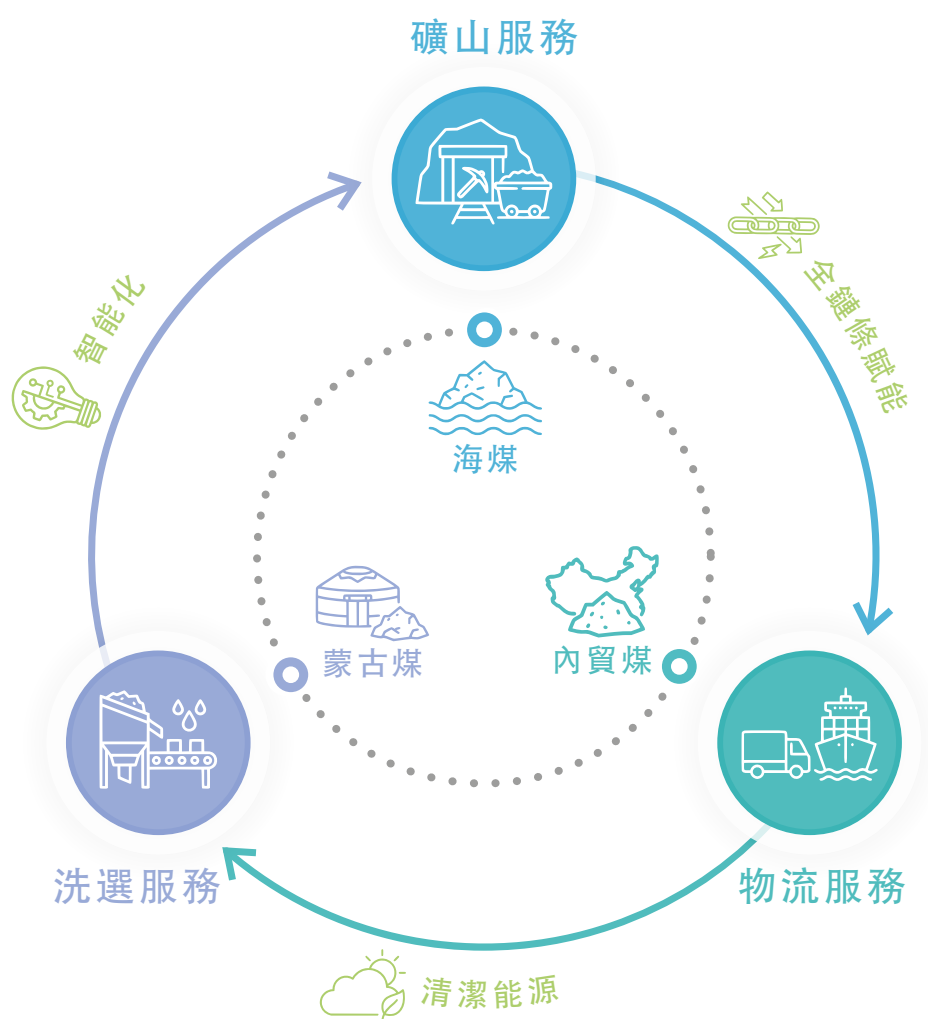 礦山服務
全鏈條賦能
智能化
海煤
蒙古煤
內貿煤
洗選服務
物流服務
清潔能源